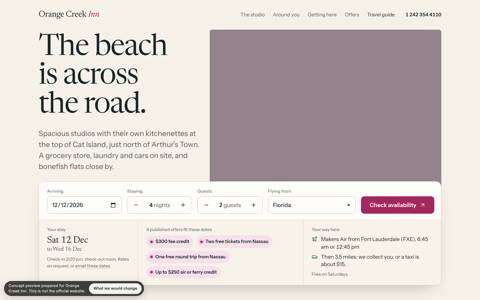 Orange Creek Inn
The studio Around you Getting here Offers Travel guide 1 242 354 4110
The beach
is across
the road.
Spacious studios with their own kitchenettes at
the top of Cat Island, just north of Arthur's Town.
A grocery store, laundry and cars on site, and
bonefish flats close by.
Arriving Staying Guests Flying from
12/12/2026 − 4 nights + − 2 guests + Florida Check availability
Your stay
Sat 12 Dec
to Wed 16 Dec
Check-in 2:00 pm; check-out noon. Rates
on request, or email these dates.
4 published offers fit these dates
$300 fee credit
Two free tickets from Nassau
One free round trip from Nassau
Up to $250 air or ferry credit
Your way here
Makers Air from Fort Lauderdale (FXE), 6:45
am or 12:45 pm
Then 3.5 miles: we collect you, or a taxi is
about $15.
Flies on Saturdays
Concept preview prepared for Orange
Creek Inn. This is not the official website.
What we would change